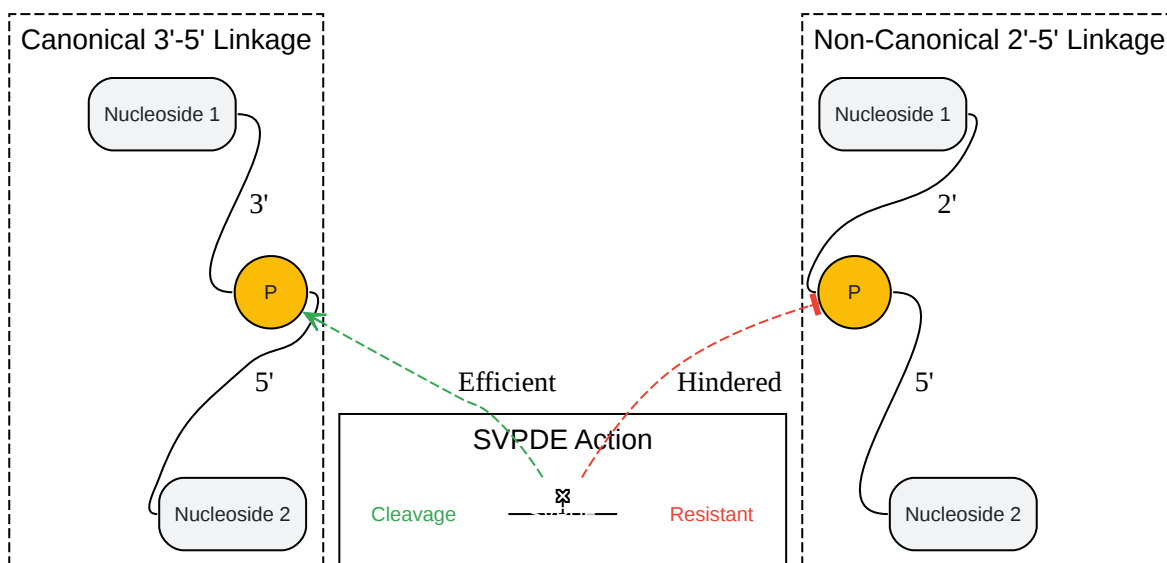 Canonical 3'-5' Linkage
Nucleoside 1
3'
P
5'
Nucleoside 2
Non-Canonical 2'-5' Linkage
Nucleoside 1
2'
P
5'
Nucleoside 2
Efficient
Hindered
SVPDE Action
Cleavage
Resistant